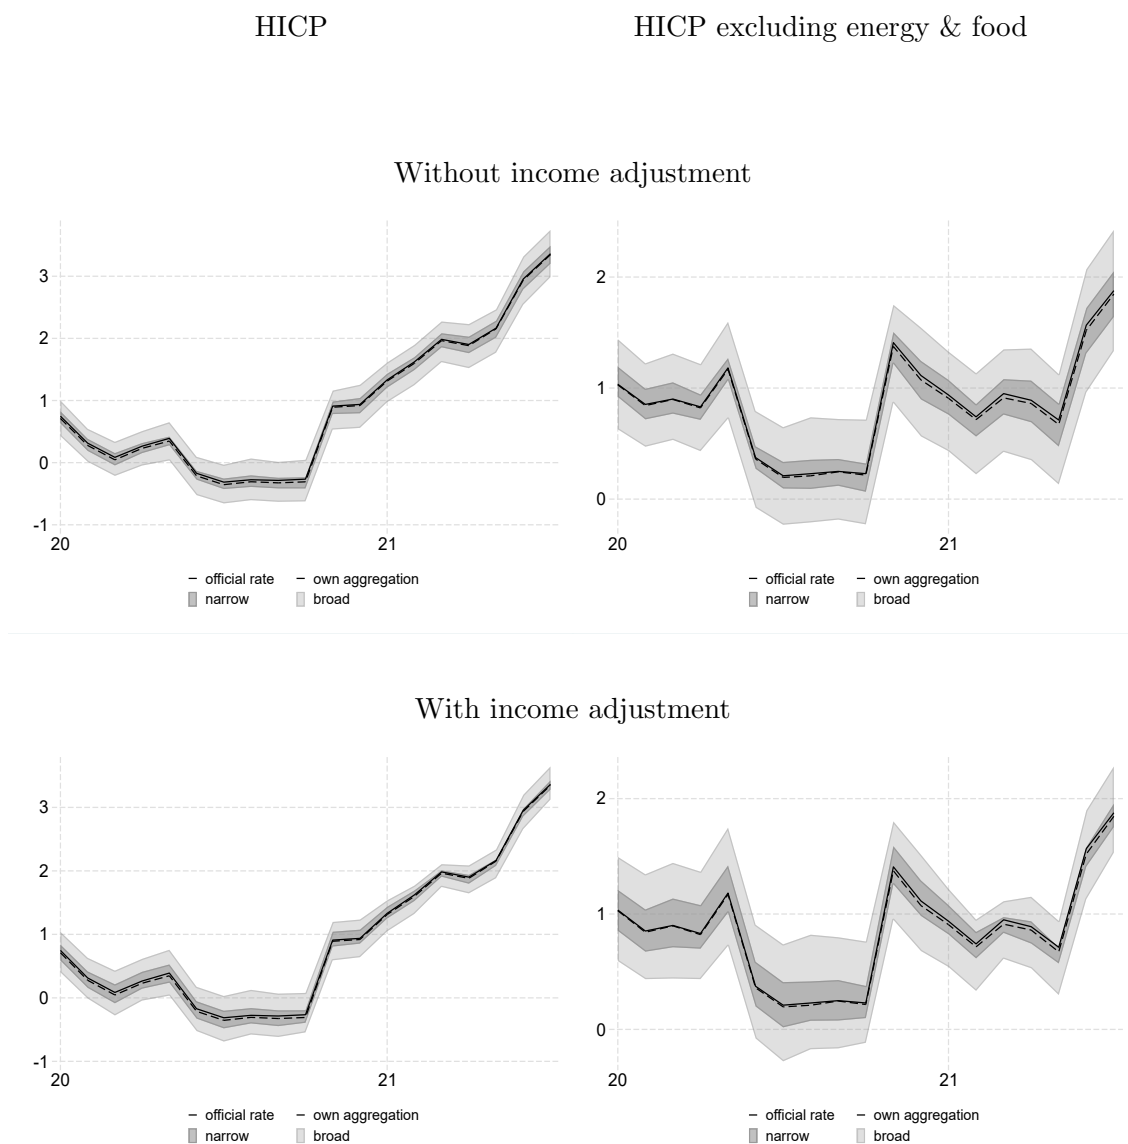 HICP HICP excluding energy & food
Without income adjustment
3
2
1
0
-1
20 21
2
1
0
20 21
– official rate – own aggregation
narrow broad
– official rate – own aggregation
narrow broad
With income adjustment
3
2
1
0
-1
20 21
2
1
0
20 21
– official rate – own aggregation
narrow broad
– official rate – own aggregation
narrow broad